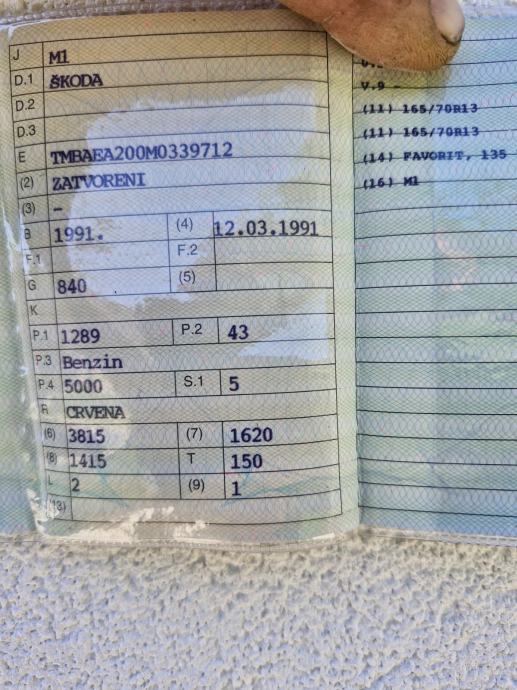 J M1
D.1 ŠKODA
D.2
D.3
E TMBAEA200M0339712
(2) ZATVORENI
(3) –
B 1991. (4) 12.03.1991
F.1 F.2
G 840 (5)
K
P.1 1289 P.2 43
P.3 Benzin
P.4 5000 S.1 5
R CRVENA
(6) 3815 (7) 1620
(8) 1415 T 150
L 2 (9) 1
(13)
V.9 –
(11) 165/70R13
(11) 165/70R13
(14) FAVORIT, 135
(16) M1